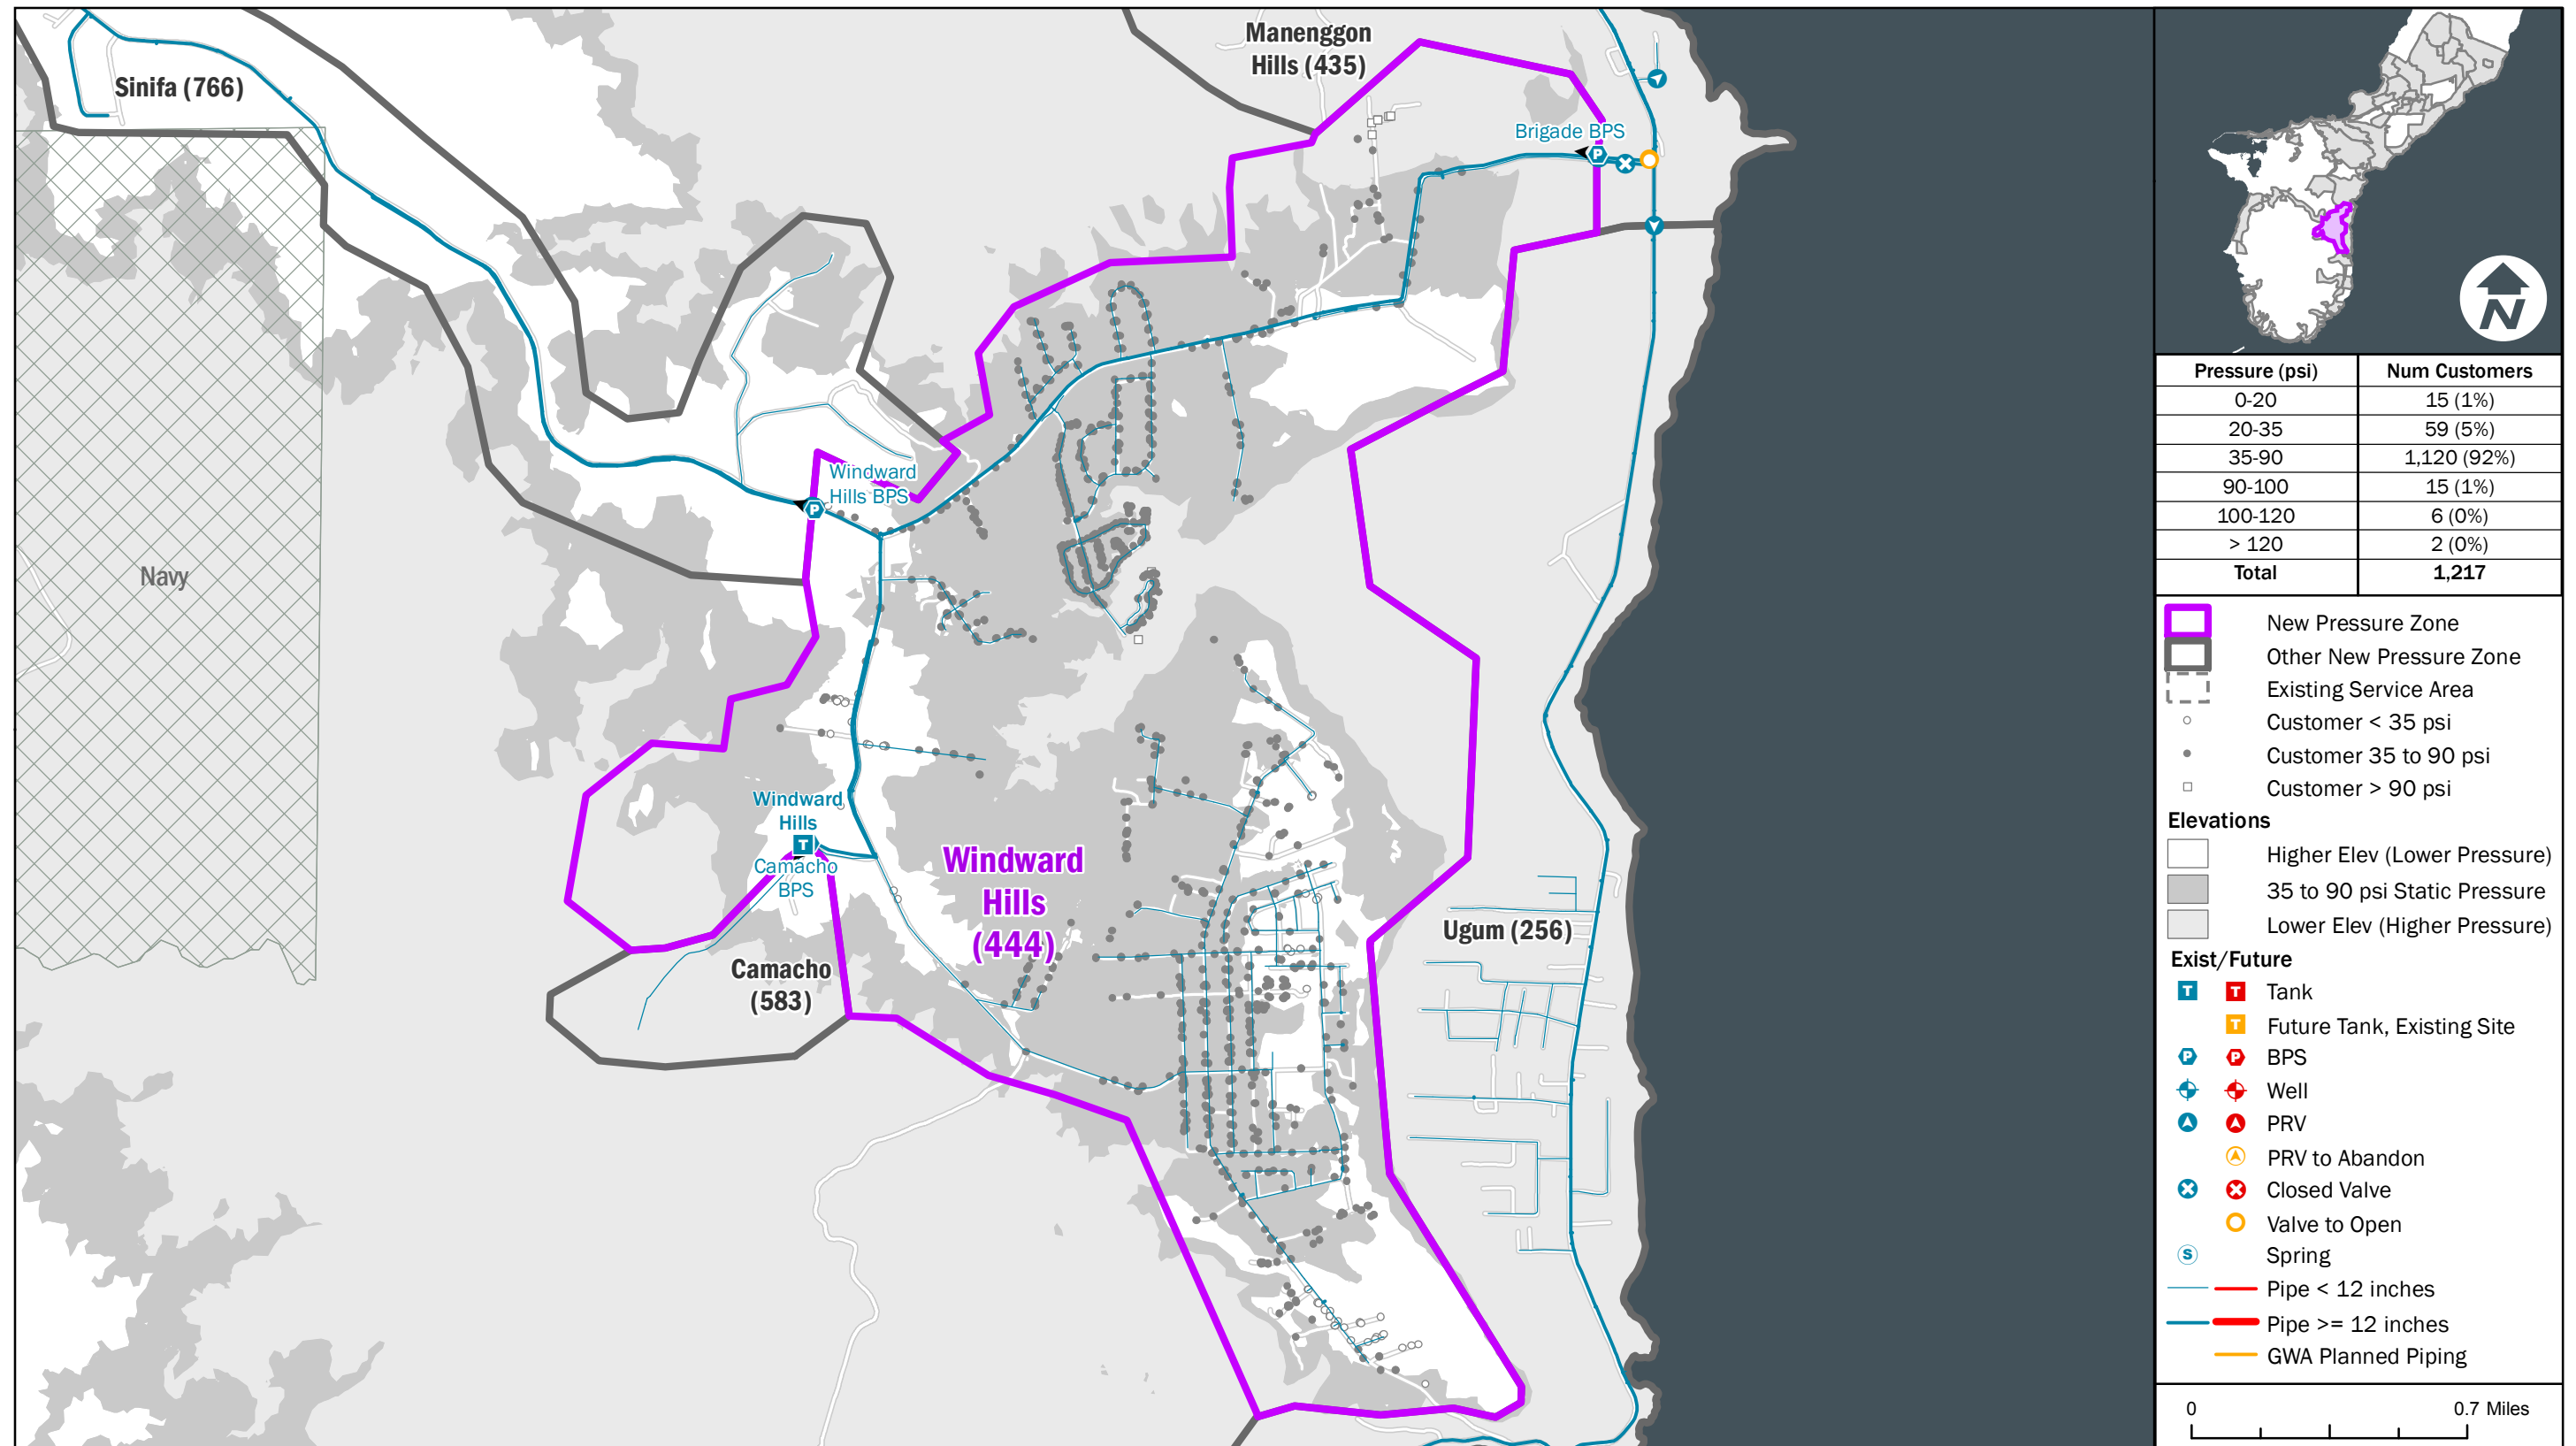 Manenggon
Hills (435)
Sinifa (766)
Brigade BPS
Windward
Hills BPS
Navy
Windward
Hills
Camacho
BPS
Windward
Hills
(444)
Ugum (256)
Camacho
(583)
N
Pressure (psi) Num Customers
0-20 15 (1%)
20-35 59 (5%)
35-90 1,120 (92%)
90-100 15 (1%)
100-120 6 (0%)
> 120 2 (0%)
Total 1,217
New Pressure Zone
Other New Pressure Zone
Existing Service Area
Customer < 35 psi
Customer 35 to 90 psi
Customer > 90 psi
Elevations
Higher Elev (Lower Pressure)
35 to 90 psi Static Pressure
Lower Elev (Higher Pressure)
Exist/Future
T T Tank
T Future Tank, Existing Site
P P BPS
Well
PRV
PRV to Abandon
Closed Valve
Valve to Open
S Spring
Pipe < 12 inches
Pipe >= 12 inches
GWA Planned Piping
0 0.7 Miles
P
P
T